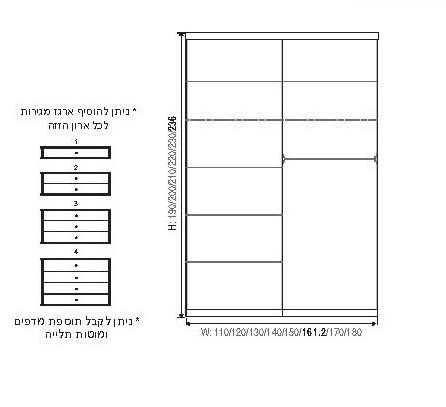 * ניתן להוסיף ארגז מגירות
לכל ארון הזזה
1
2
3
4
* ניתן לקבל תוספת מדפים
ומוטות תלייה
H: 190/200/210/220/230/236
W: 110/120/130/140/150/161.2/170/180